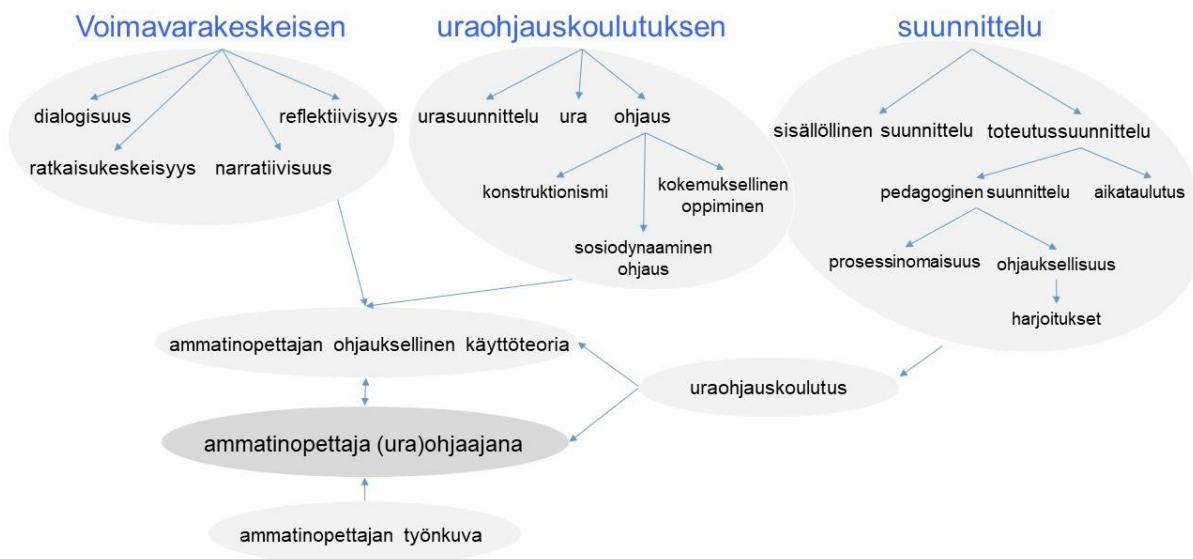 Voimavarakeskeisen uraohjauskoulutuksen suunnittelu
dialogisuus
reflektiivisyys
ratkaisukeskeisyys
narratiivisuus
urasuunnittelu
ura
ohjaus
konstruktionismi
kokemuksellinen
oppiminen
sosiodynaaminen
ohjaus
sisällöllinen suunnittelu
toteutussuunnittelu
pedagoginen suunnittelu
aikataulutus
prosessinomaisuus
ohjauksellisuus
harjoitukset
ammatinopettajan ohjauksellinen käyttöteoria
uraohjauskoulutus
ammatinopettaja (ura)ohjaajana
ammatinopettajan työnkuva